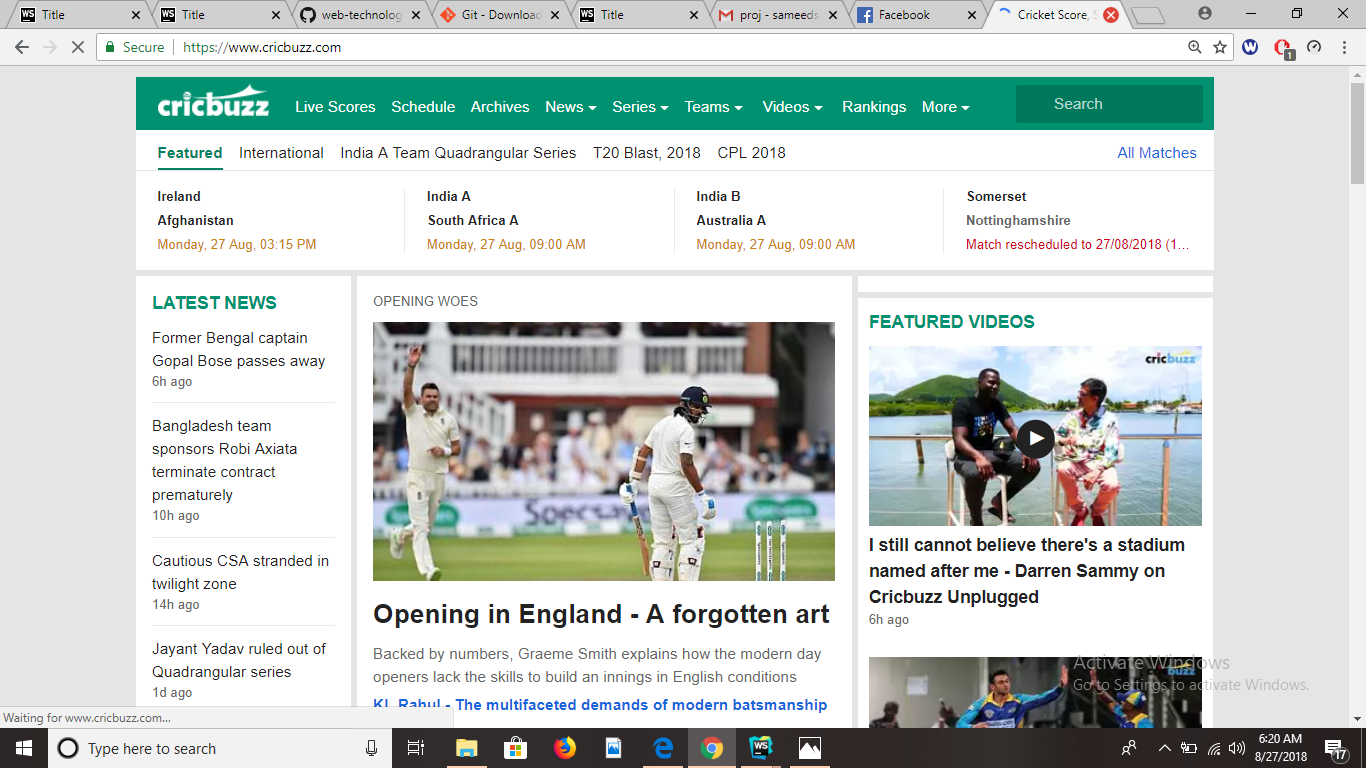 Title
Title
web-technolog
Git - Download
Title
proj - sameeds
Facebook
Cricket Score, S
Secure https://www.cricbuzz.com
1
cricbuzz
Live Scores Schedule Archives News Series Teams Videos Rankings More
Search
Featured International India A Team Quadrangular Series T20 Blast, 2018 CPL 2018 All Matches
Ireland
Afghanistan
Monday, 27 Aug, 03:15 PM
India A
South Africa A
Monday, 27 Aug, 09:00 AM
India B
Australia A
Monday, 27 Aug, 09:00 AM
Somerset
Nottinghamshire
Match rescheduled to 27/08/2018 (1...
LATEST NEWS
Former Bengal captain
Gopal Bose passes away
6h ago
Bangladesh team
sponsors Robi Axiata
terminate contract
prematurely
10h ago
Cautious CSA stranded in
twilight zone
14h ago
Jayant Yadav ruled out of
Quadrangular series
1d ago
OPENING WOES
Specsavers
Opening in England - A forgotten art
Backed by numbers, Graeme Smith explains how the modern day
openers lack the skills to build an innings in English conditions
KL Rahul - The multifaceted demands of modern batsmanship
FEATURED VIDEOS
cricbuzz
I still cannot believe there's a stadium
named after me - Darren Sammy on
Cricbuzz Unplugged
6h ago
buzz
Activate Windows
Go to Settings to activate Windows.
Waiting for www.cricbuzz.com...
Type here to search
WS
6:20 AM
8/27/2018
17